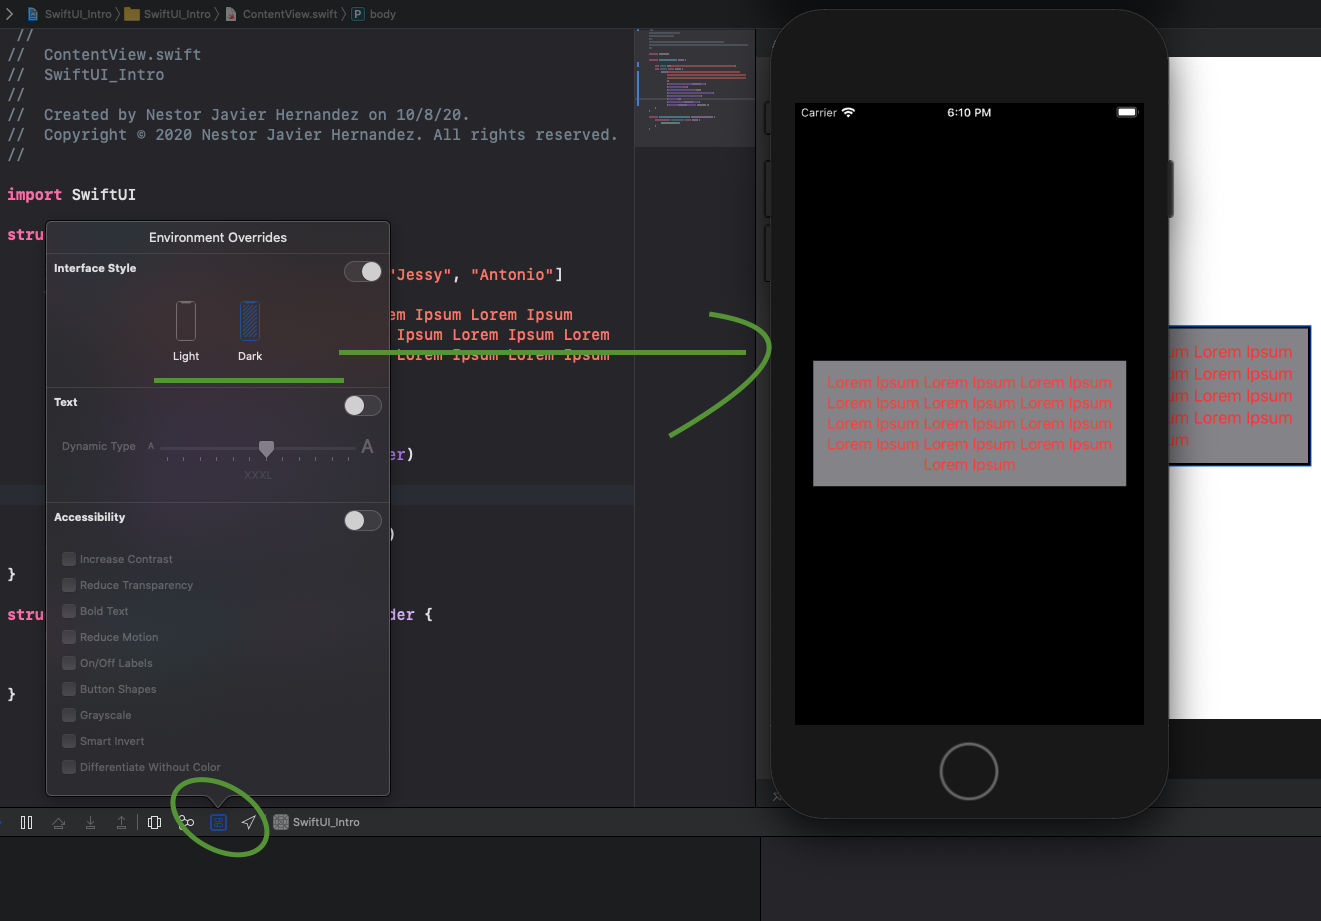 SwiftUI_Intro
SwiftUI_Intro
ContentView.swift
P
body
//
// ContentView.swift
// SwiftUI_Intro
//
// Created by Nestor Javier Hernandez on 10/8/20.
// Copyright © 2020 Nestor Javier Hernandez. All rights reserved.
//
import SwiftUI
stru
"Jessy", "Antonio"]
em Ipsum Lorem Ipsum
Ipsum Lorem Ipsum Lorem
Lorem Ipsum Lorem Ipsum
er)
)
}
stru
der {
}
Environment Overrides
Interface Style
Light
Dark
Text
Dynamic Type
A
A
XXXL
Accessibility
Increase Contrast
Reduce Transparency
Bold Text
Reduce Motion
On/Off Labels
Button Shapes
Grayscale
Smart Invert
Differentiate Without Color
SwiftUI_Intro
Carrier
6:10 PM
Lorem Ipsum Lorem Ipsum Lorem Ipsum
Lorem Ipsum Lorem Ipsum Lorem Ipsum
Lorem Ipsum Lorem Ipsum Lorem Ipsum
Lorem Ipsum Lorem Ipsum Lorem Ipsum
Lorem Ipsum
um Lorem Ipsum
m Lorem Ipsum
m Lorem Ipsum
m Lorem Ipsum
um